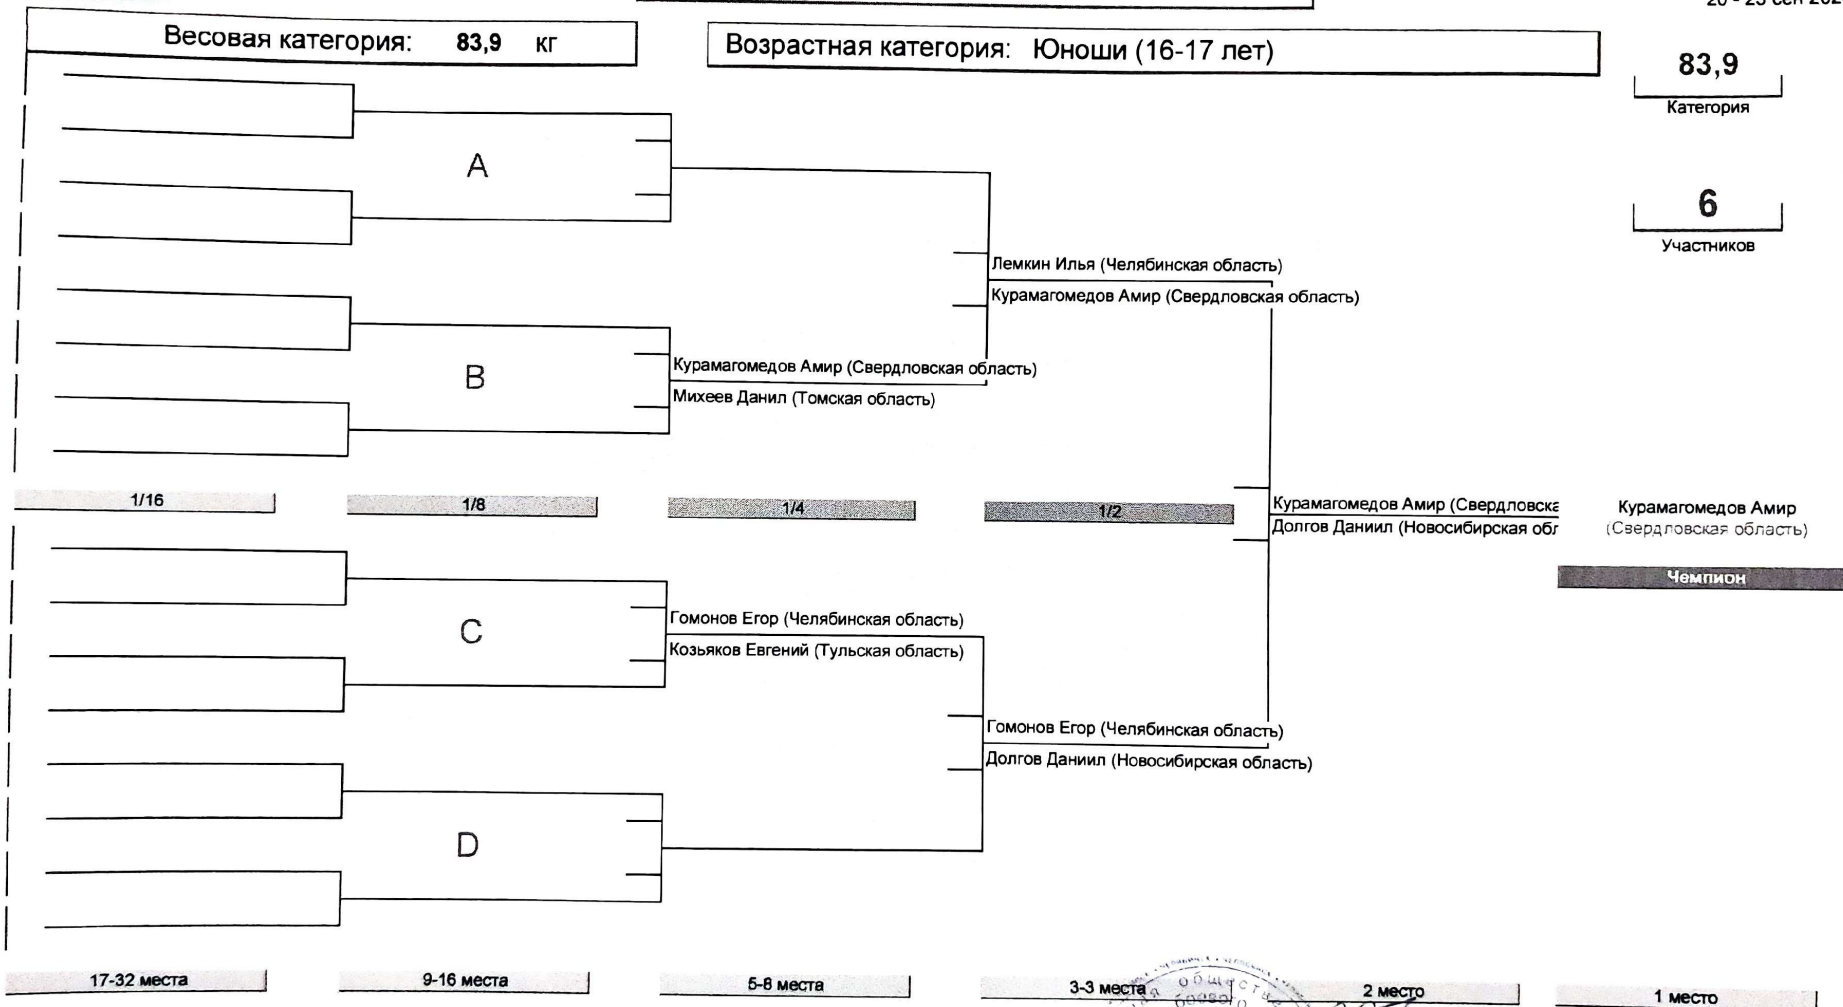 20 - 23 сен 202
Весовая категория: 83,9 кг
Возрастная категория: Юноши (16-17 лет)
83,9
Категория
A
6
Участников
Лемкин Илья (Челябинская область)
Курамагомедов Амир (Свердловская область)
B
Курамагомедов Амир (Свердловская область)
Михеев Данил (Томская область)
1/16
1/8
1/4
1/2
Курамагомедов Амир (Свердловска
Долгов Даниил (Новосибирская обл
Курамагомедов Амир
(Свердловская область)
Чемпион
C
Гомонов Егор (Челябинская область)
Козьяков Евгений (Тульская область)
Гомонов Егор (Челябинская область)
Долгов Даниил (Новосибирская область)
D
17-32 места
9-16 места
5-8 места
3-3 места
2 место
1 место